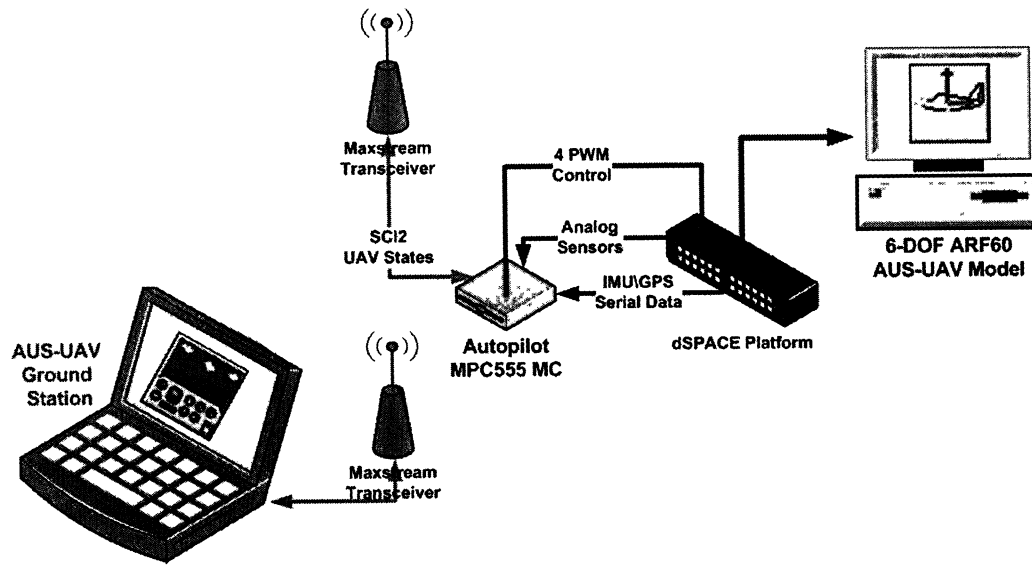 Maxstream
Transceiver
4 PWM
Control
Analog
Sensors
SCI2
UAV States
IMU\GPS
Serial Data
6-DOF ARF60
AUS-UAV Model
dSPACE Platform
Autopilot
MPC555 MC
AUS-UAV
Ground
Station
Maxstream
Transceiver